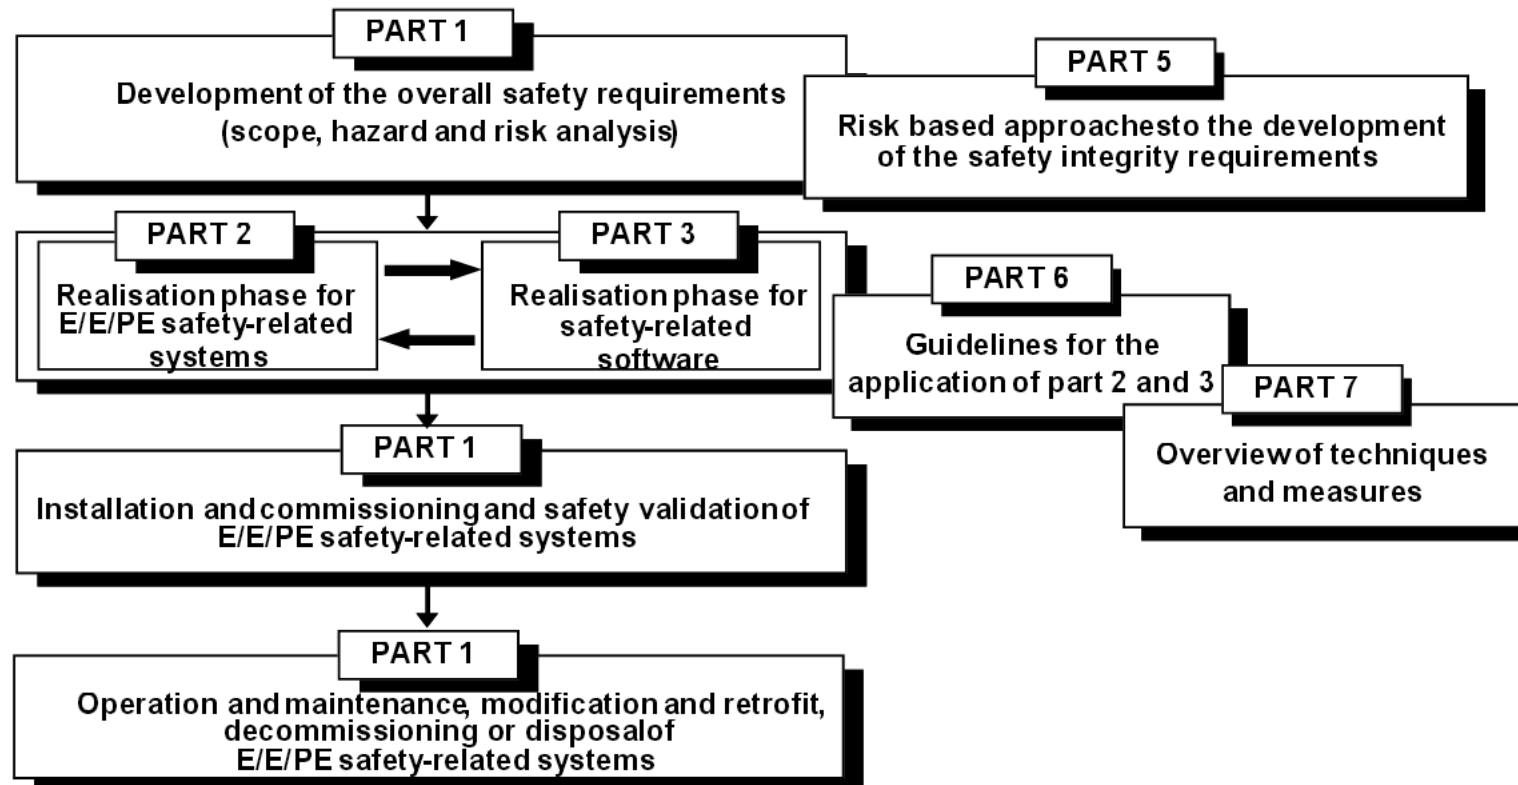 PART 1
Development of the overall safety requirements
(scope, hazard and risk analysis)
PART 5
Risk based approachesto the development
of the safety integrity requirements
PART 2
Realisation phase for
E/E/PE safety-related
systems
PART 3
Realisation phase for
safety-related
software
PART 6
Guidelines for the
application of part 2 and 3
PART 7
Overview of techniques
and measures
PART 1
Installation and commissioning and safety validation of
E/E/PE safety-related systems
PART 1
Operation and maintenance, modification and retrofit,
decommissioning or disposalof
E/E/PE safety-related systems